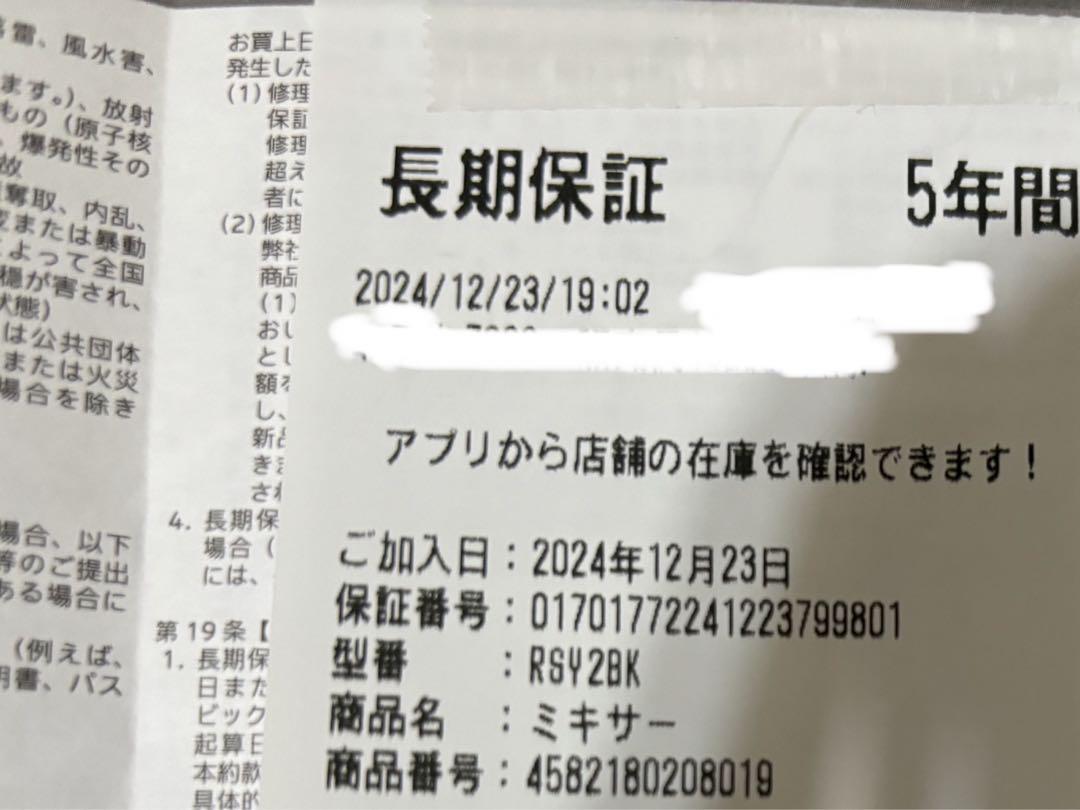 落雷、風水害、
ます。)、放射
もの（原子核
、爆発性その
放
奪取、内乱、
変または暴動
によって全国
穏が害され、
状態)
は公共団体
または火災
場合を除き
場合、以下
等のご提出
ある場合に
（例えば、
明書、パス
お買上日
発生した
(1) 修理
保証
修理
超え
者に
(2) 修理
弊社
商品
(1)
おい
とし
額を
し、
新品
きま
され
4. 長期保
場合（
には、
第19条【
1. 長期保
日また
ビック
起算日
本約款
具体的
長期保証 5年間
2024/12/23/19:02
アプリから店舗の在庫を確認できます！
ご加入日：2024年12月23日
保証番号：017017722241223799801
型番　　：RSY2BK
商品名　：ミキサー
商品番号：4582180208019